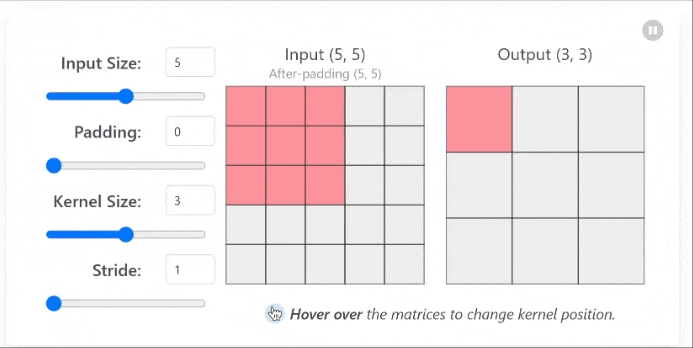 Input Size: 5
Padding: 0
Kernel Size: 3
Stride: 1
Input (5, 5)
After-padding (5, 5)
Output (3, 3)
Hover over the matrices to change kernel position.